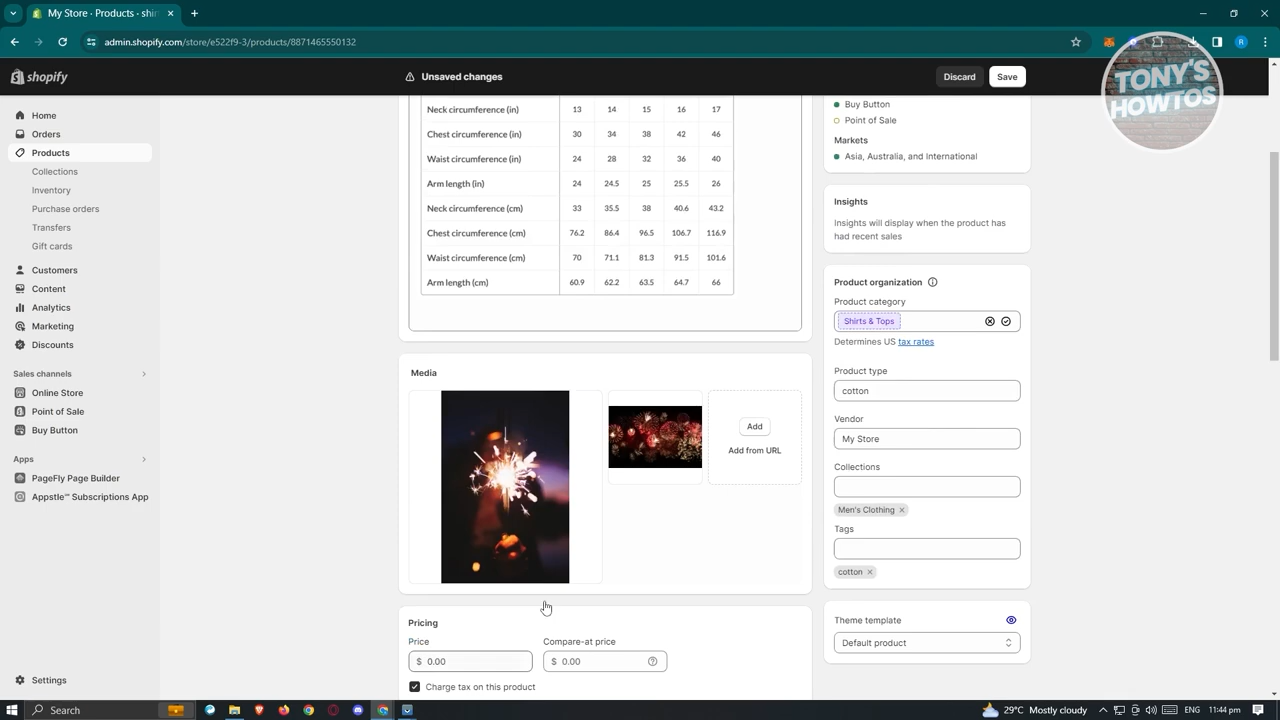 My Store · Products · shir
admin.shopify.com/store/e522f9-3/products/8871465550132
R
shopify
Unsaved changes
Discard
Save
TONY'S
HOWTOS
Home
Orders
Products
Collections
Inventory
Purchase orders
Transfers
Gift cards
Customers
Content
Analytics
Marketing
Discounts
Sales channels
Online Store
Point of Sale
Buy Button
Apps
PageFly Page Builder
Appstle℠ Subscriptions App
Settings
Neck circumference (in) 13 14 15 16 17
Chest circumference (in) 30 34 38 42 46
Waist circumference (in) 24 28 32 36 40
Arm length (in) 24 24.5 25 25.5 26
Neck circumference (cm) 33 35.5 38 40.6 43.2
Chest circumference (cm) 76.2 86.4 96.5 106.7 116.9
Waist circumference (cm) 70 71.1 81.3 91.5 101.6
Arm length (cm) 60.9 62.2 63.5 64.7 66
Media
Add
Add from URL
Pricing
Price
Compare-at price
$ 0.00
$ 0.00
Charge tax on this product
Buy Button
Point of Sale
Markets
Asia, Australia, and International
Insights
Insights will display when the product has
had recent sales
Product organization
Product category
Shirts & Tops
Determines US tax rates
Product type
cotton
Vendor
My Store
Collections
Men's Clothing
Tags
cotton
Theme template
Default product
Search
29°C Mostly cloudy
11:44 pm